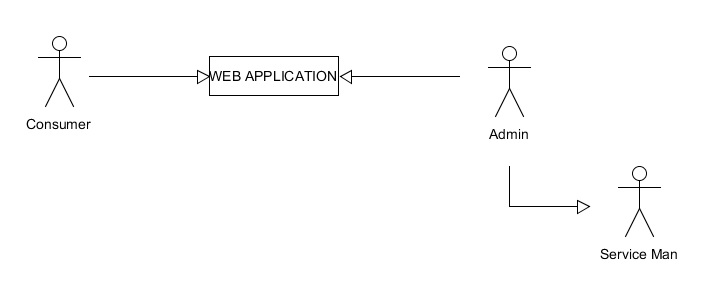 WEB APPLICATION
Consumer
Admin
Service Man